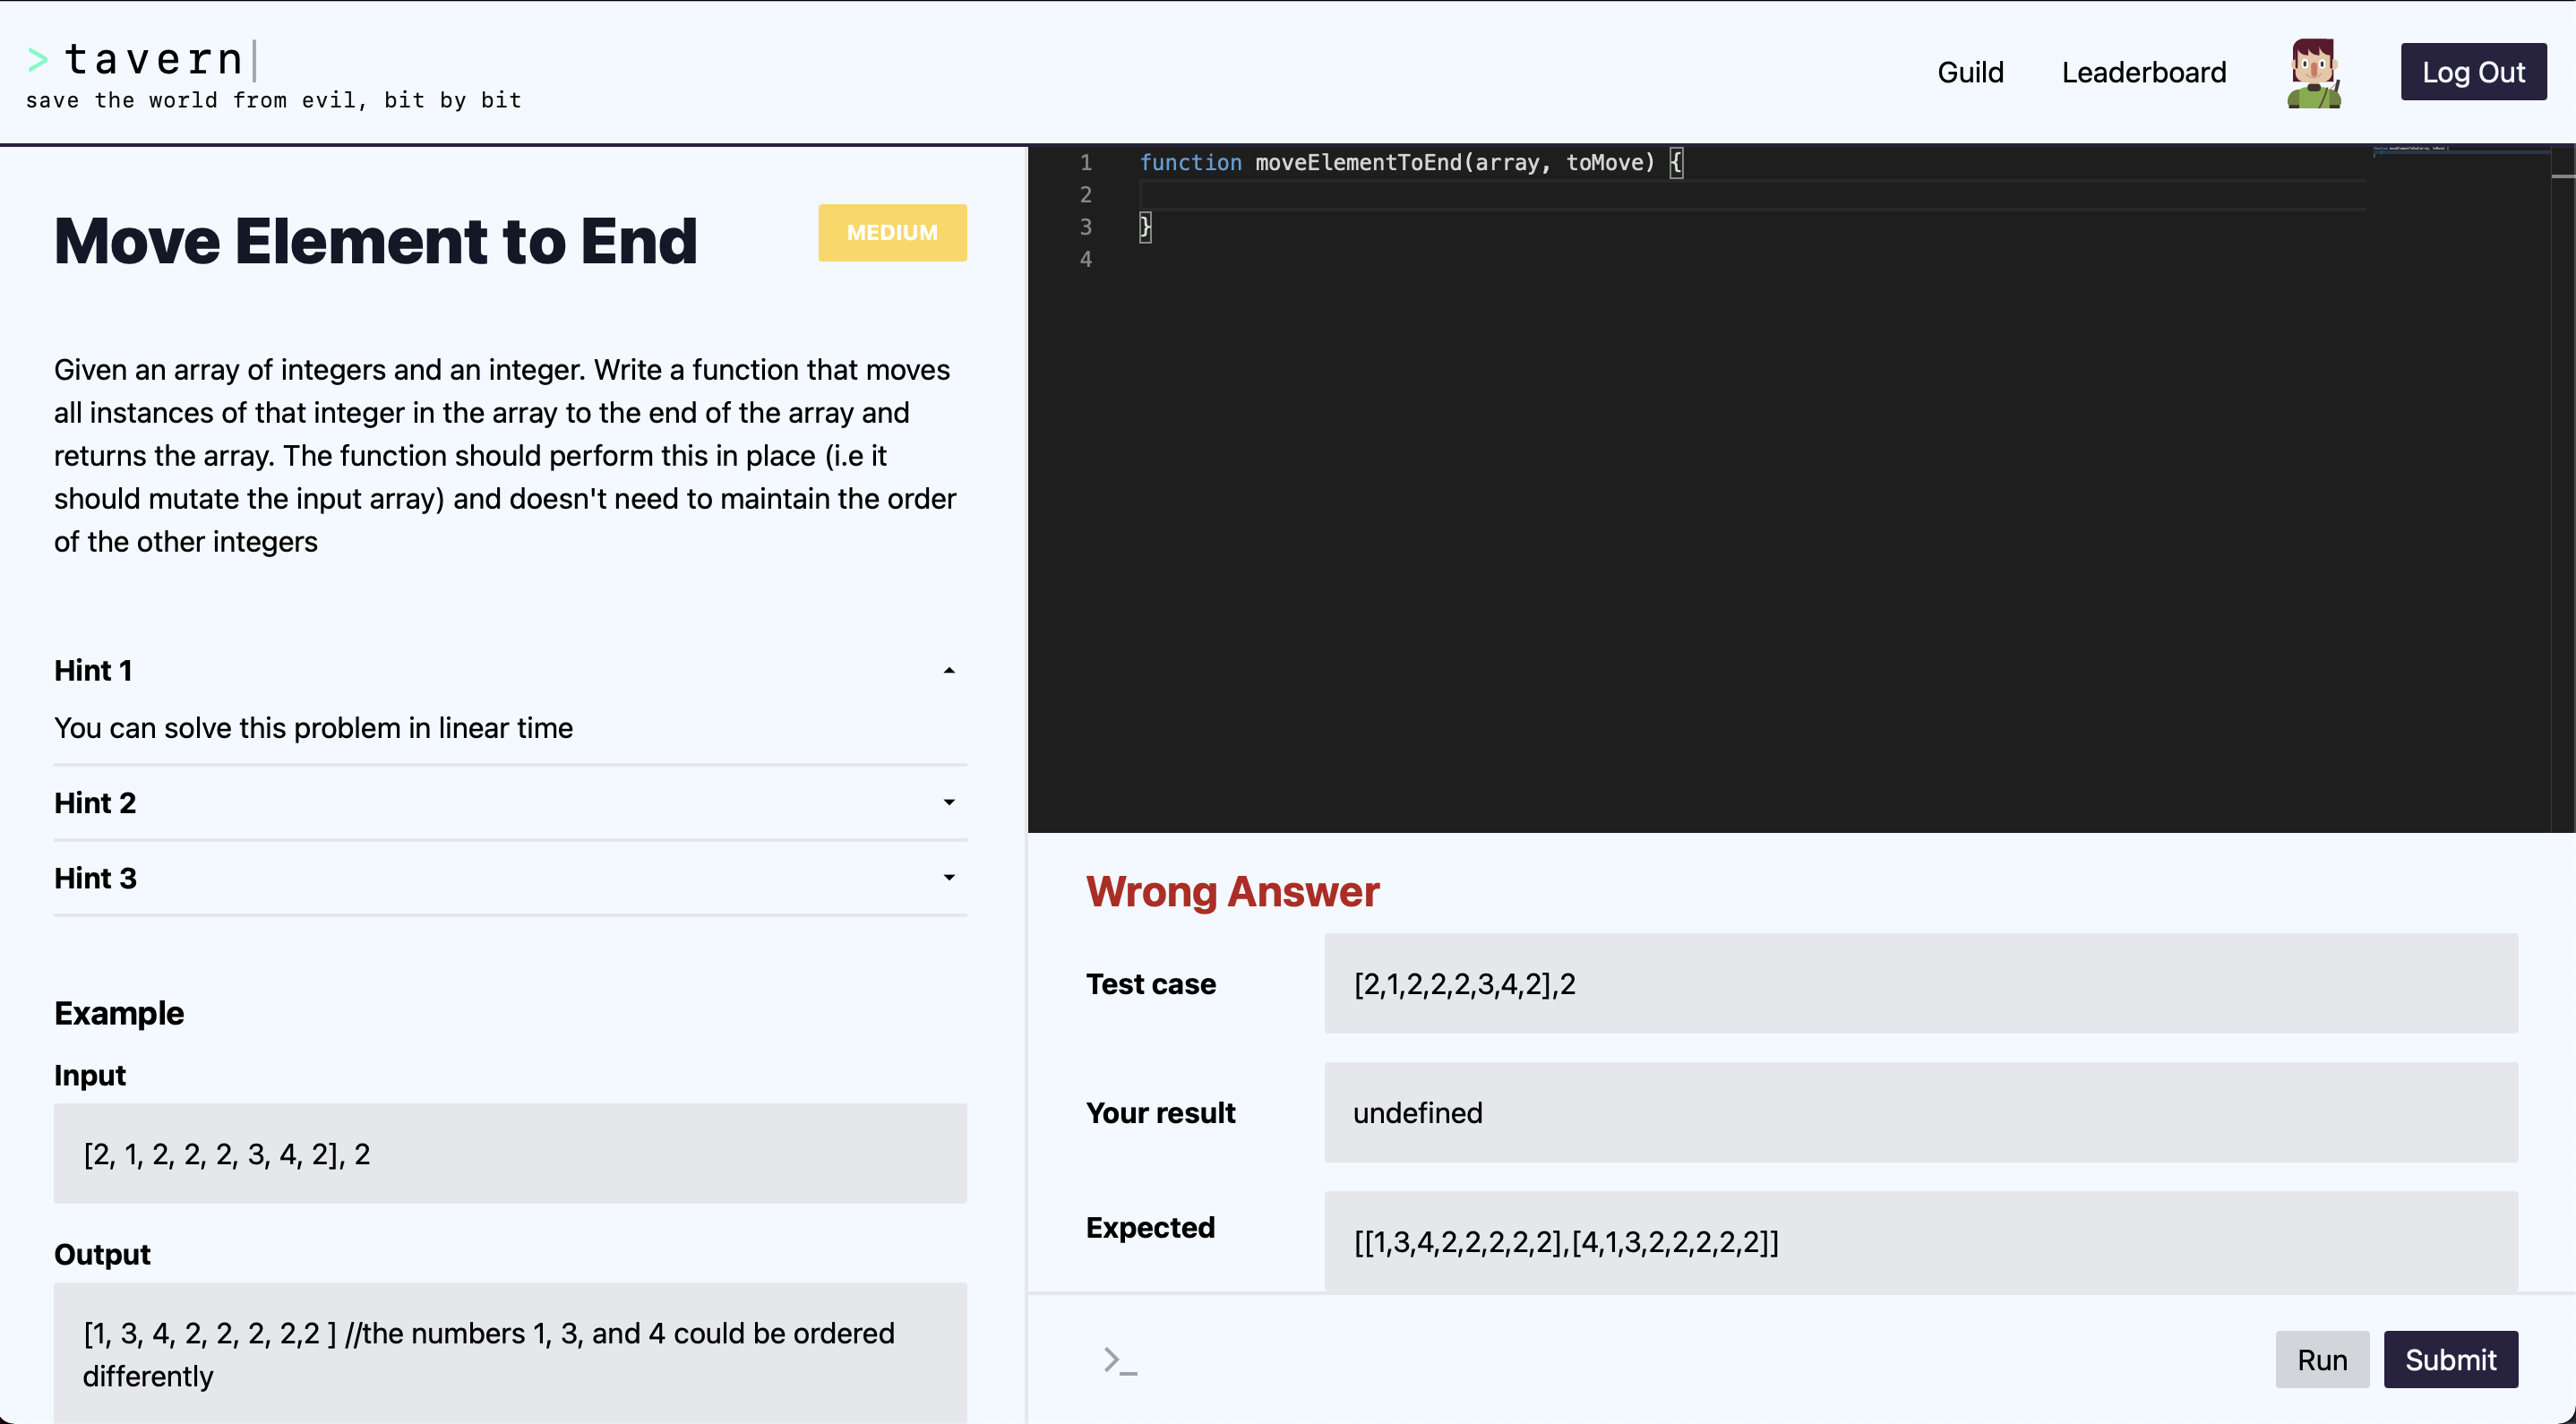 > tavern|
save the world from evil, bit by bit
Guild
Leaderboard
Log Out
Move Element to End
MEDIUM
Given an array of integers and an integer. Write a function that moves
all instances of that integer in the array to the end of the array and
returns the array. The function should perform this in place (i.e it
should mutate the input array) and doesn't need to maintain the order
of the other integers
Hint 1
You can solve this problem in linear time
Hint 2
Hint 3
Example
Input
[2, 1, 2, 2, 2, 3, 4, 2], 2
Output
[1, 3, 4, 2, 2, 2, 2,2 ] //the numbers 1, 3, and 4 could be ordered
differently
1 function moveElementToEnd(array, toMove) {
2
3 }
4
Wrong Answer
Test case
[2,1,2,2,2,3,4,2],2
Your result
undefined
Expected
[[1,3,4,2,2,2,2,2],[4,1,3,2,2,2,2,2]]
>_
Run
Submit